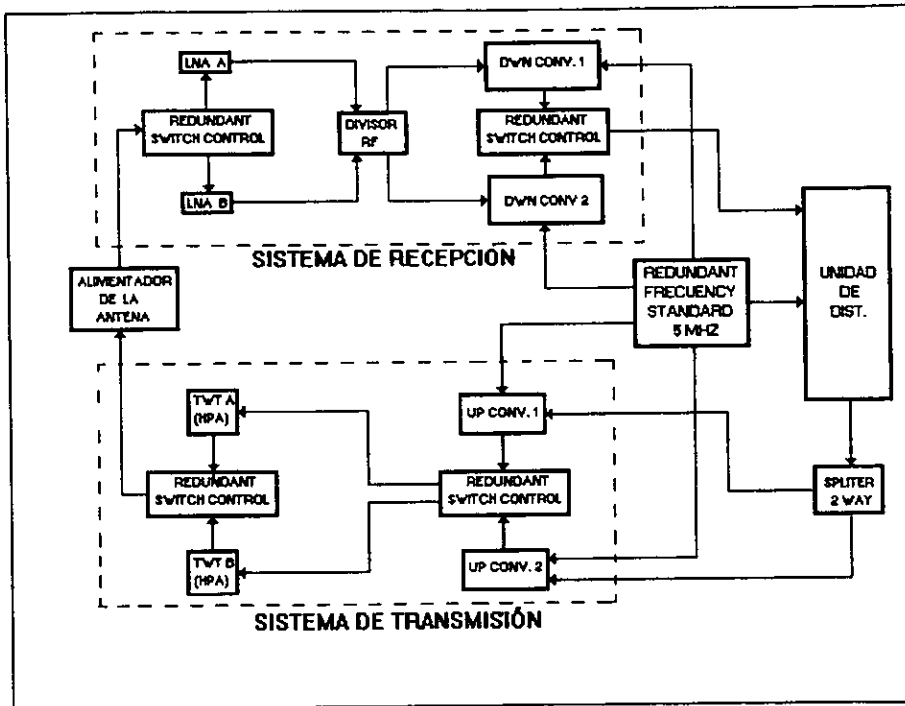 LNA A
REDUNDANT
SWITCH CONTROL
LNA B
DIVISOR
RF
DWN CONV. 1
REDUNDANT
SWITCH CONTROL
DWN CONV 2
SISTEMA DE RECEPCIÓN
ALIMENTADOR
DE LA
ANTENA
REDUNDANT
FRECUENCY
STANDARD
5 MHZ
UNIDAD
DE
DIST.
TWT A
(HPA)
REDUNDANT
SWITCH CONTROL
TWT B
(HPA)
UP CONV. 1
REDUNDANT
SWITCH CONTROL
UP CONV. 2
SPLITER
2 WAY
SISTEMA DE TRANSMISIÓN